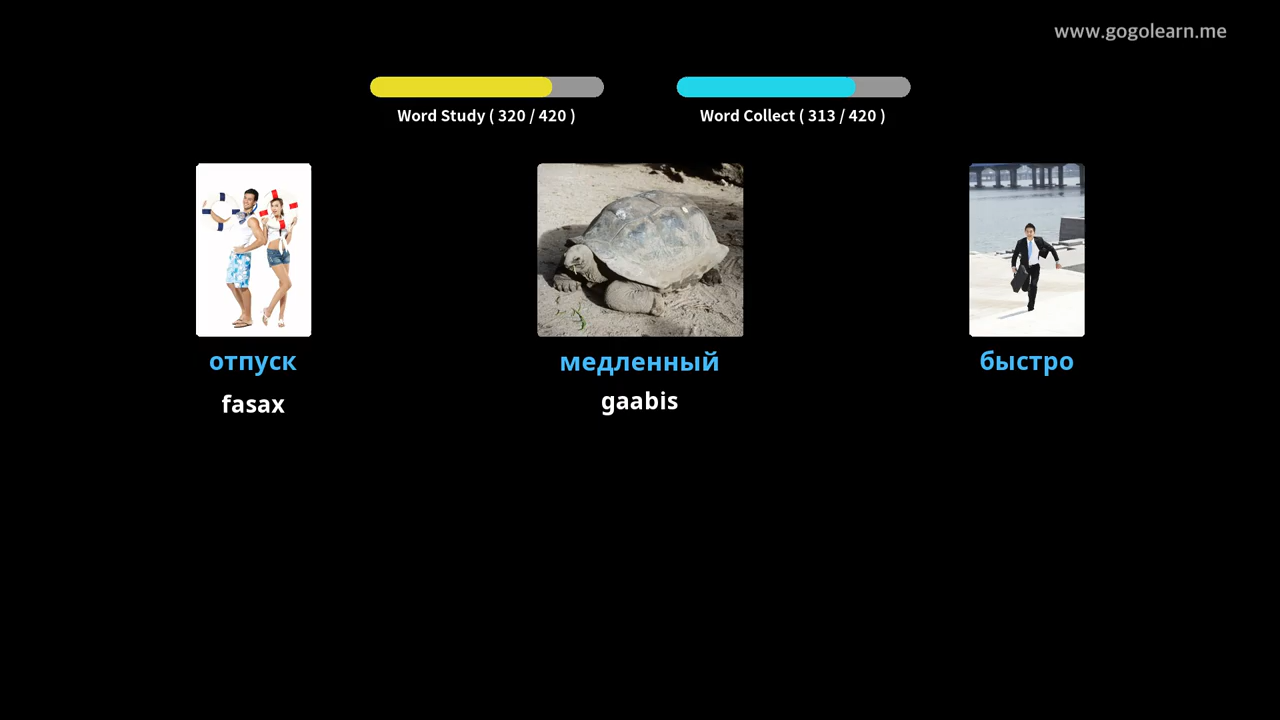 www.gogolearn.me
Word Study ( 320 / 420 )
Word Collect ( 313 / 420 )
отпуск
медленный
быстро
fasax
gaabis